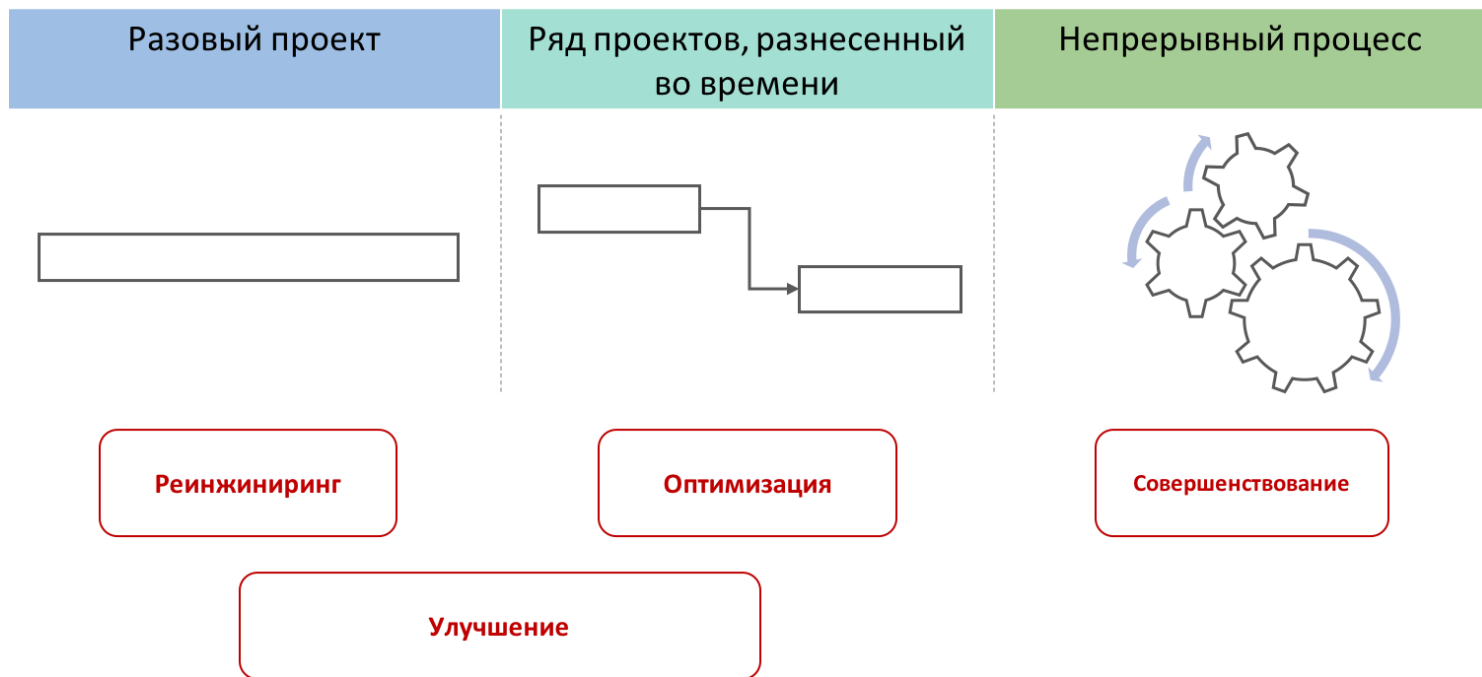 Разовый проект
Ряд проектов, разнесенный
во времени
Непрерывный процесс
Реинжиниринг
Оптимизация
Совершенствование
Улучшение